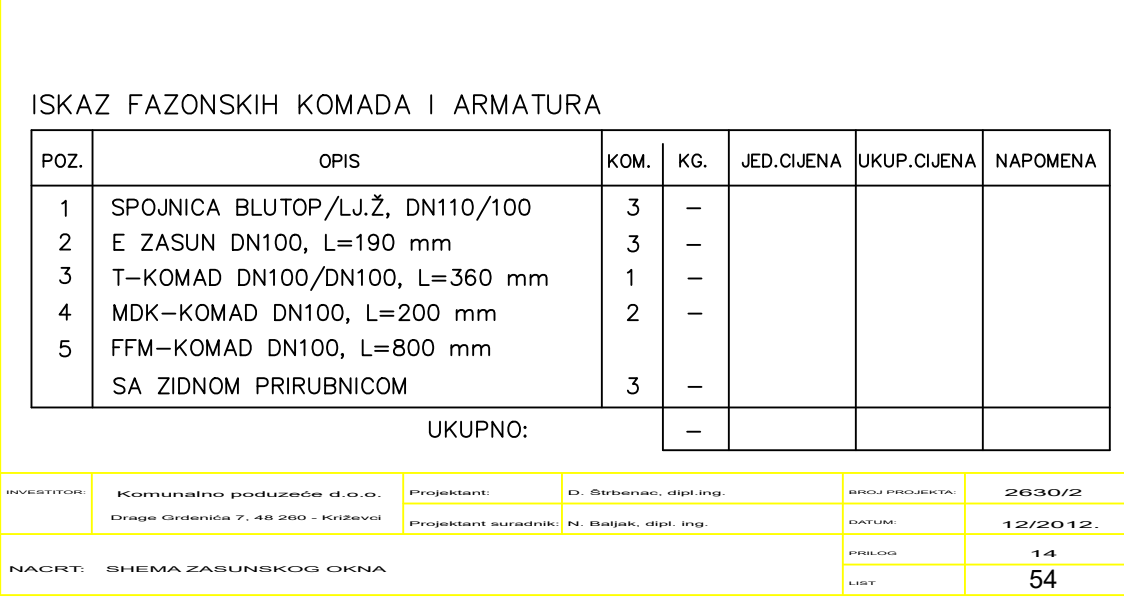 ISKAZ FAZONSKIH KOMADA I ARMATURA
POZ. OPIS KOM. KG. JED.CIJENA UKUP.CIJENA NAPOMENA
1 SPOJNICA BLUTOP/LJ.Ž, DN110/100 3 –
2 E ZASUN DN100, L=190 mm 3 –
3 T–KOMAD DN100/DN100, L=360 mm 1 –
4 MDK–KOMAD DN100, L=200 mm 2 –
5 FFM–KOMAD DN100, L=800 mm
SA ZIDNOM PRIRUBNICOM 3 –
UKUPNO: –
INVESTITOR: Komunalno poduzeće d.o.o. Projektant: D. Štrbenac, dipl.ing. BROJ PROJEKTA: 2630/2
Drage Grdenića 7, 48 260 - Križevci Projektant suradnik: N. Baljak, dipl. ing. DATUM: 12/2012.
NACRT: SHEMA ZASUNSKOG OKNA PRILOG 14
LIST 54